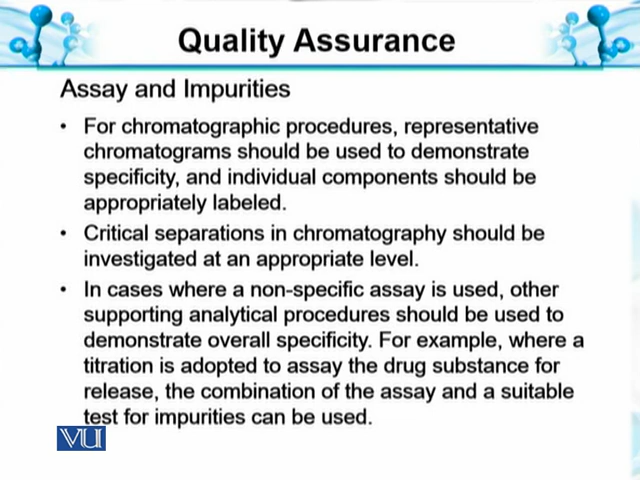 Quality Assurance
Assay and Impurities
• For chromatographic procedures, representative
chromatograms should be used to demonstrate
specificity, and individual components should be
appropriately labeled.
• Critical separations in chromatography should be
investigated at an appropriate level.
• In cases where a non-specific assay is used, other
supporting analytical procedures should be used to
demonstrate overall specificity. For example, where a
titration is adopted to assay the drug substance for
release, the combination of the assay and a suitable
test for impurities can be used.
VU